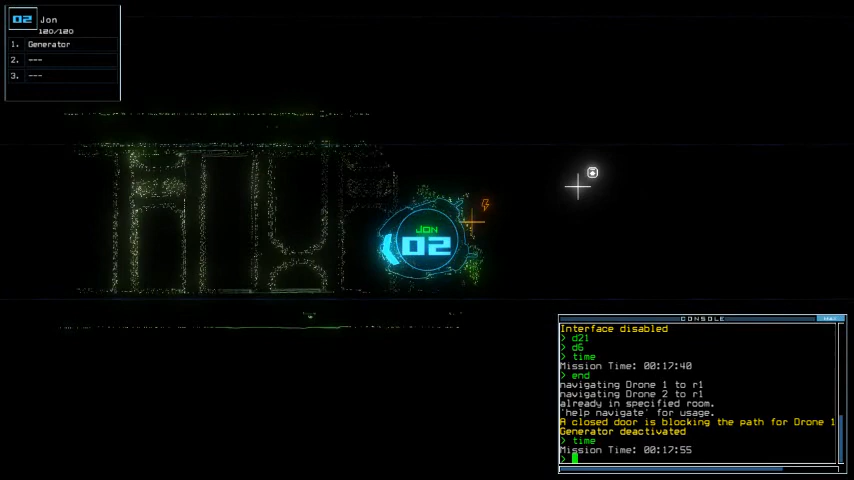 02 Jon
120/120
1. Generator
2. ---
3. ---
JON
02
CONSOLE
Interface disabled
> d21
> d6
> time
Mission Time: 00:17:40
> end
navigating Drone 1 to r1
navigating Drone 2 to r1
already in specified room.
'help navigate' for usage.
A closed door is blocking the path for Drone 1
Generator deactivated
> time
Mission Time: 00:17:55
>